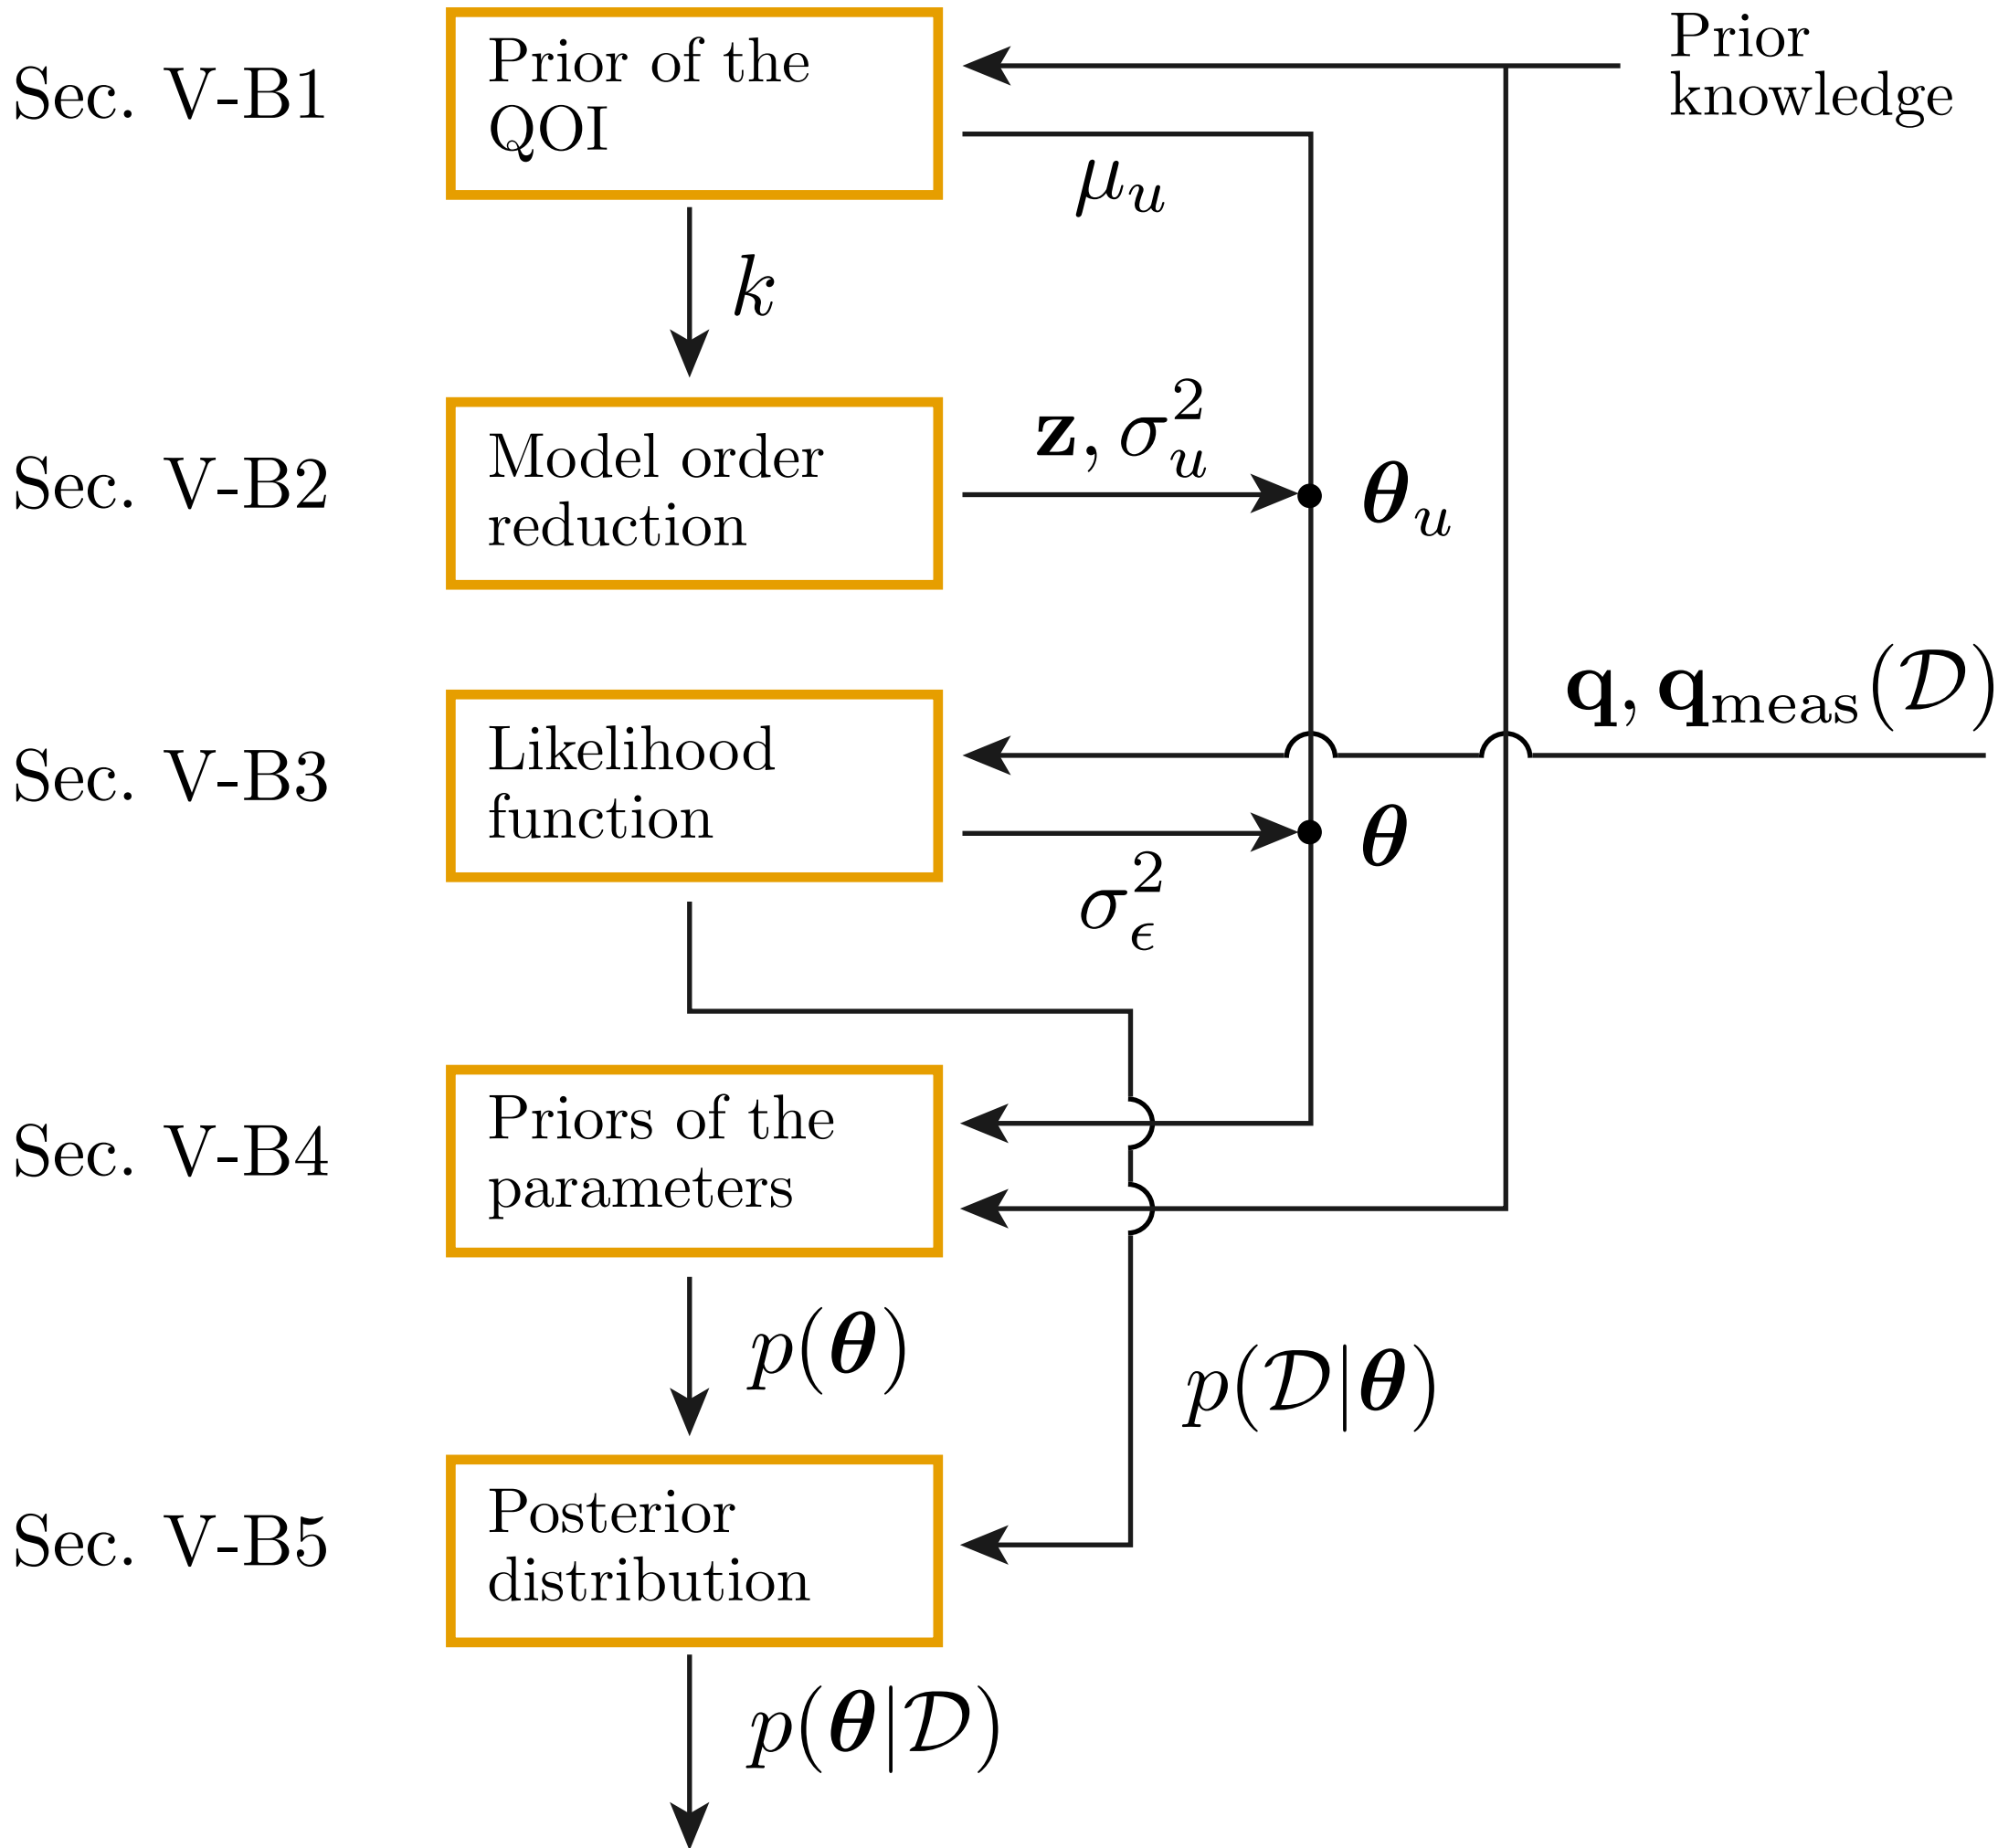 Sec. V-B1
Prior of the
QOI
Prior
knowledge
μ_u
k
Sec. V-B2
Model order
reduction
z, σ_u^2
θ_u
q, q_meas(𝒟)
Sec. V-B3
Likelihood
function
θ
σ_ϵ^2
Sec. V-B4
Priors of the
parameters
p(θ)
p(𝒟|θ)
Sec. V-B5
Posterior
distribution
p(θ|𝒟)